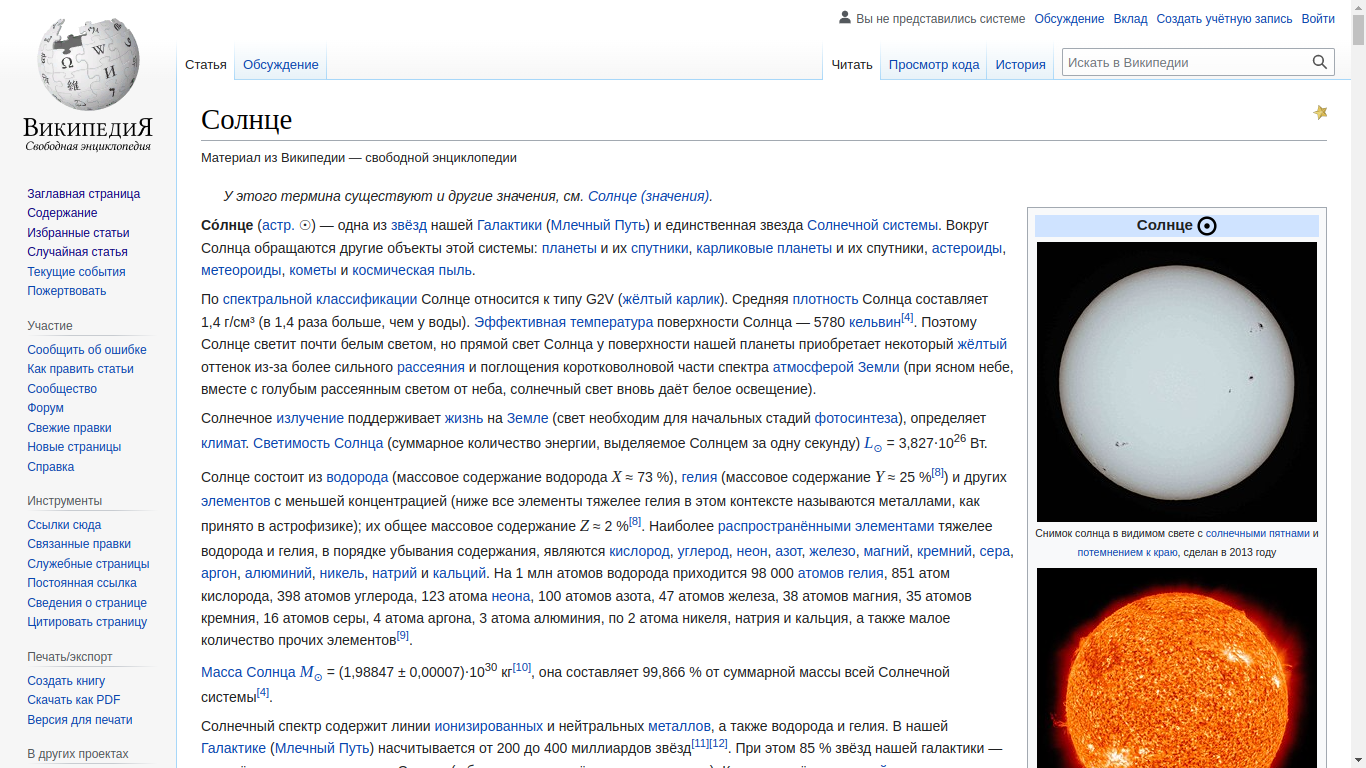 Вы не представились системе Обсуждение Вклад Создать учётную запись Войти
Статья Обсуждение Читать Просмотр кода История Искать в Википедии
ВикипедиЯ
Свободная энциклопедия
Заглавная страница
Содержание
Избранные статьи
Случайная статья
Текущие события
Пожертвовать
Участие
Сообщить об ошибке
Как править статьи
Сообщество
Форум
Свежие правки
Новые страницы
Справка
Инструменты
Ссылки сюда
Связанные правки
Служебные страницы
Постоянная ссылка
Сведения о странице
Цитировать страницу
Печать/экспорт
Создать книгу
Скачать как PDF
Версия для печати
В других проектах
Солнце
Материал из Википедии — свободной энциклопедии
У этого термина существуют и другие значения, см. Солнце (значения).
Со́лнце (астр. ☉) — одна из звёзд нашей Галактики (Млечный Путь) и единственная звезда Солнечной системы. Вокруг
Солнца обращаются другие объекты этой системы: планеты и их спутники, карликовые планеты и их спутники, астероиды,
метеороиды, кометы и космическая пыль.
По спектральной классификации Солнце относится к типу G2V (жёлтый карлик). Средняя плотность Солнца составляет
1,4 г/см³ (в 1,4 раза больше, чем у воды). Эффективная температура поверхности Солнца — 5780 кельвин[4]. Поэтому
Солнце светит почти белым светом, но прямой свет Солнца у поверхности нашей планеты приобретает некоторый жёлтый
оттенок из-за более сильного рассеяния и поглощения коротковолновой части спектра атмосферой Земли (при ясном небе,
вместе с голубым рассеянным светом от неба, солнечный свет вновь даёт белое освещение).
Солнечное излучение поддерживает жизнь на Земле (свет необходим для начальных стадий фотосинтеза), определяет
климат. Светимость Солнца (суммарное количество энергии, выделяемое Солнцем за одну секунду) L☉ = 3,827⋅10²⁶ Вт.
Солнце состоит из водорода (массовое содержание водорода X ≈ 73 %), гелия (массовое содержание Y ≈ 25 %[8]) и других
элементов с меньшей концентрацией (ниже все элементы тяжелее гелия в этом контексте называются металлами, как
принято в астрофизике); их общее массовое содержание Z ≈ 2 %[8]. Наиболее распространёнными элементами тяжелее
водорода и гелия, в порядке убывания содержания, являются кислород, углерод, неон, азот, железо, магний, кремний, сера,
аргон, алюминий, никель, натрий и кальций. На 1 млн атомов водорода приходится 98 000 атомов гелия, 851 атом
кислорода, 398 атомов углерода, 123 атома неона, 100 атомов азота, 47 атомов железа, 38 атомов магния, 35 атомов
кремния, 16 атомов серы, 4 атома аргона, 3 атома алюминия, по 2 атома никеля, натрия и кальция, а также малое
количество прочих элементов[9].
Масса Солнца M☉ = (1,98847 ± 0,00007)⋅10³⁰ кг[10], она составляет 99,866 % от суммарной массы всей Солнечной
системы[4].
Солнечный спектр содержит линии ионизированных и нейтральных металлов, а также водорода и гелия. В нашей
Галактике (Млечный Путь) насчитывается от 200 до 400 миллиардов звёзд[11][12]. При этом 85 % звёзд нашей галактики —
Солнце ☉
Снимок солнца в видимом свете с солнечными пятнами и
потемнением к краю, сделан в 2013 году